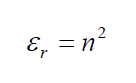 εᵣ = n²